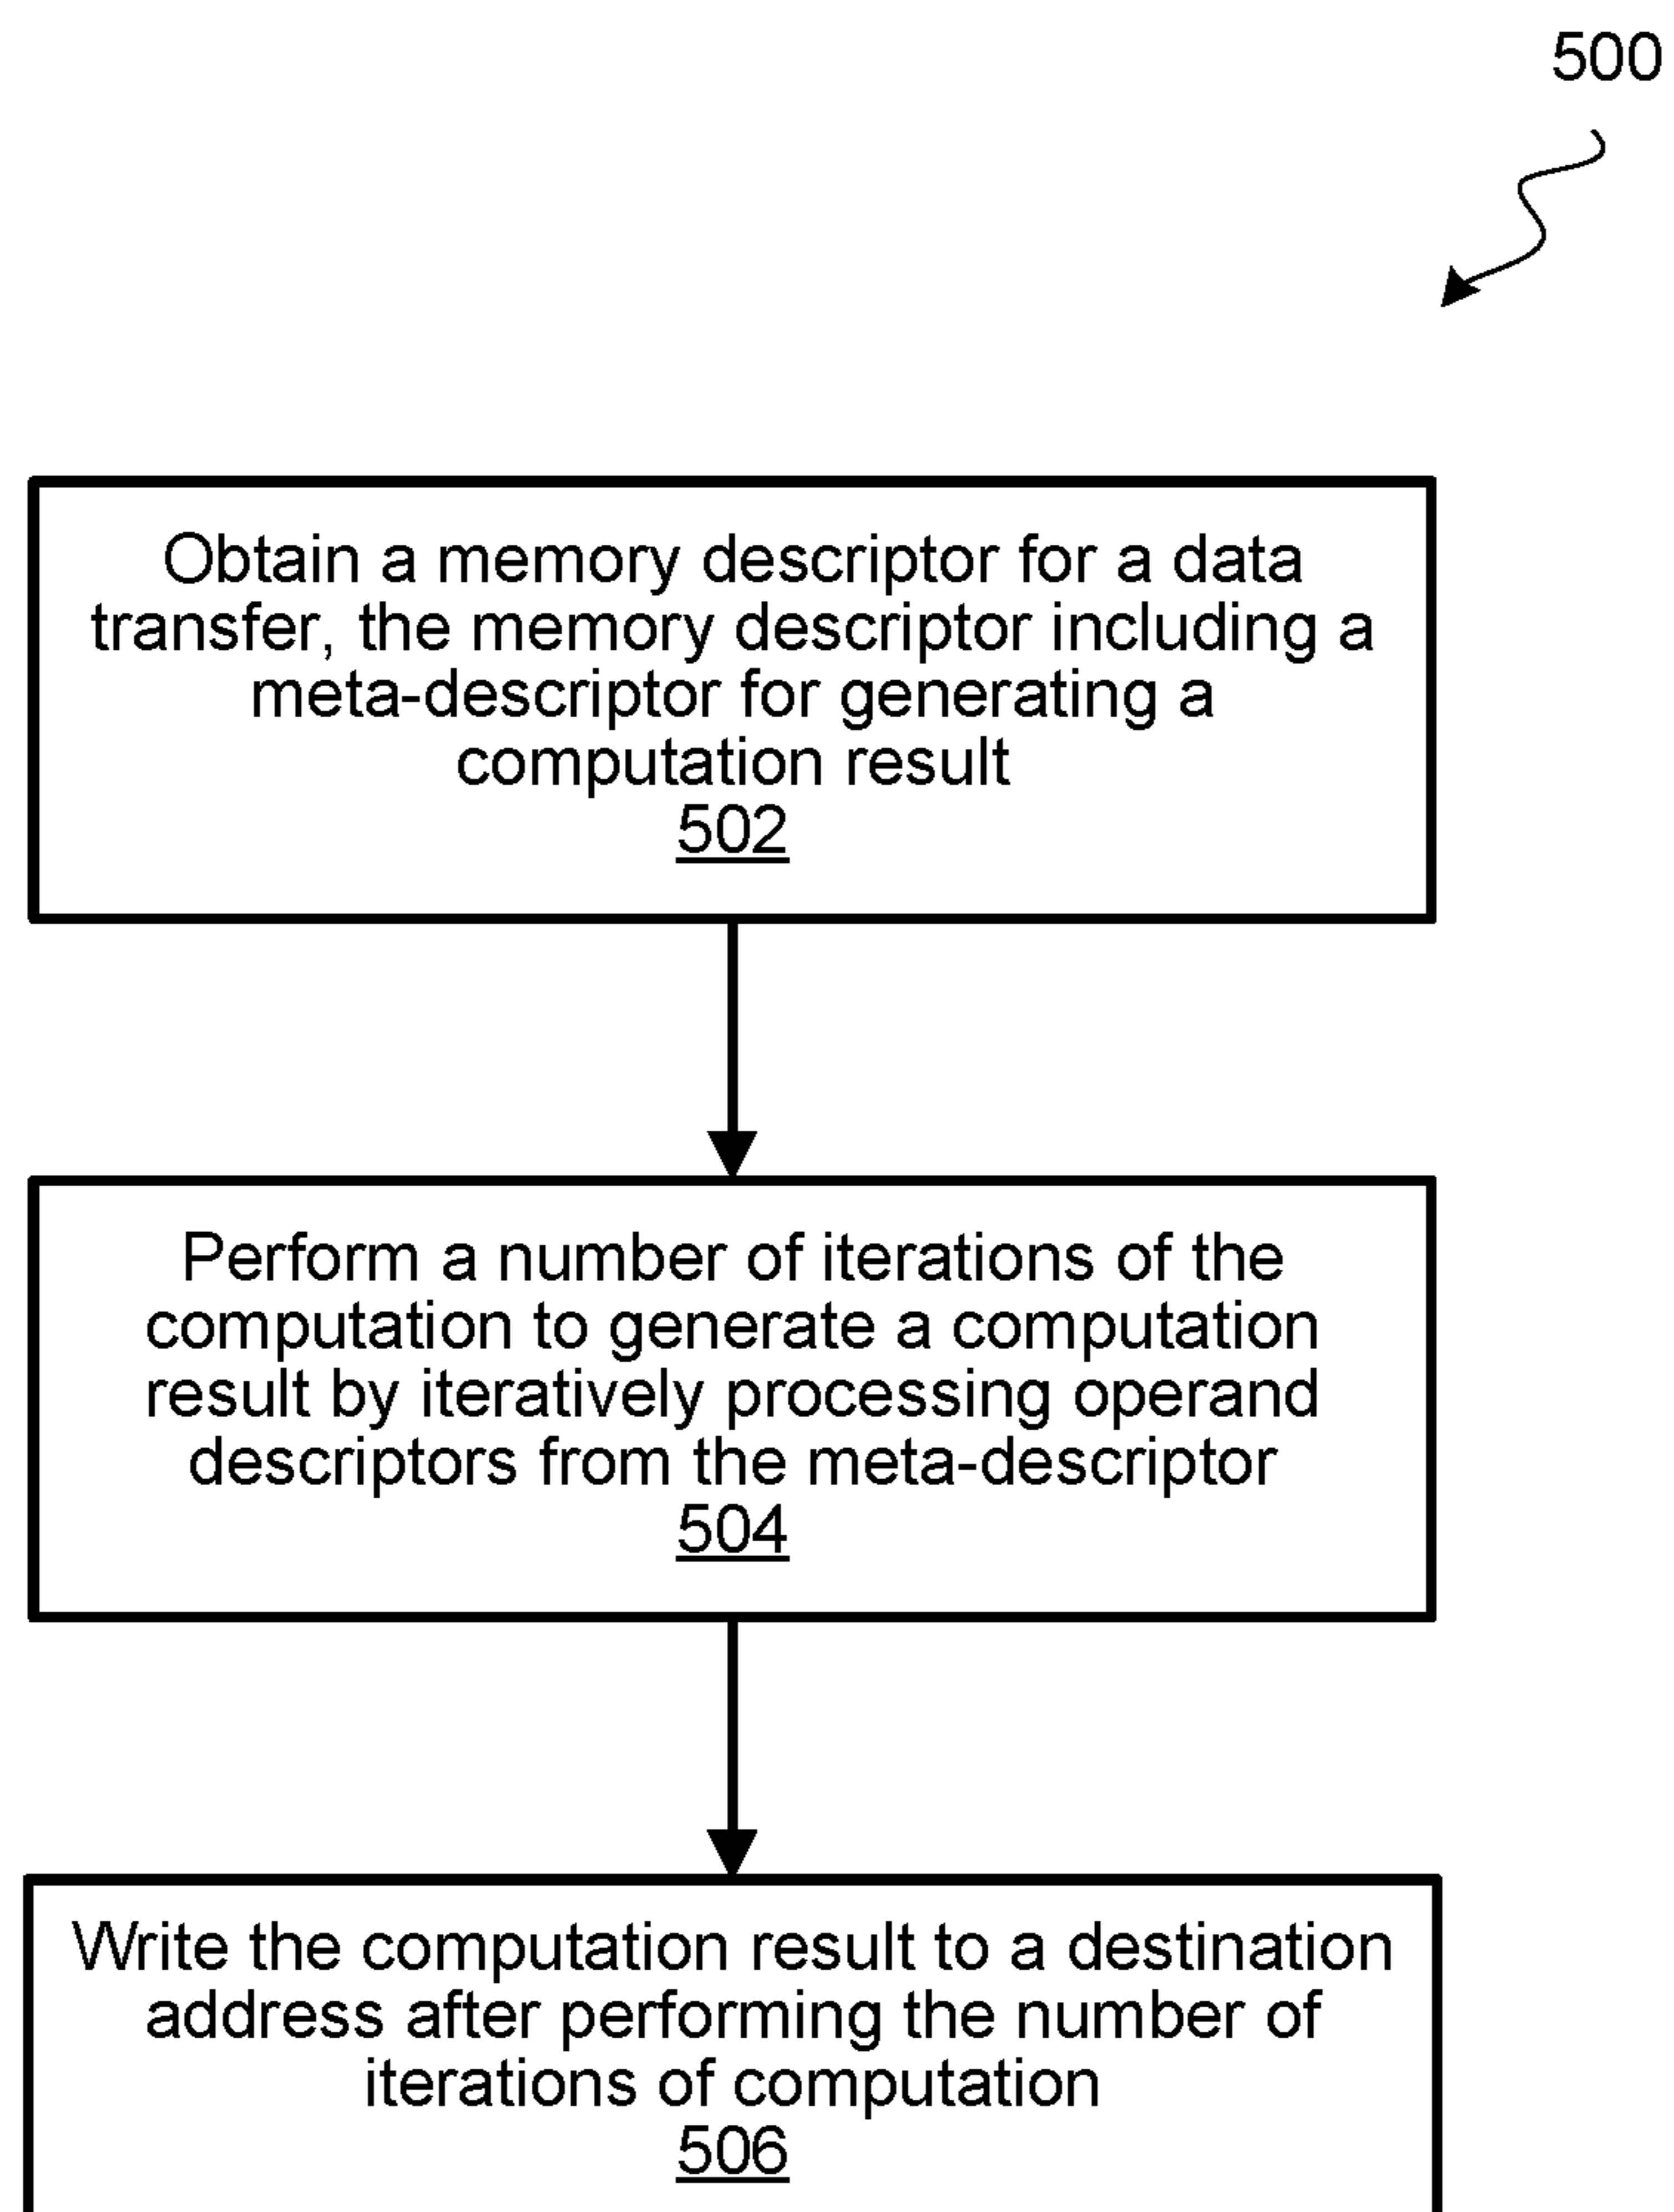 500
Obtain a memory descriptor for a data
transfer, the memory descriptor including a
meta-descriptor for generating a
computation result
502
Perform a number of iterations of the
computation to generate a computation
result by iteratively processing operand
descriptors from the meta-descriptor
504
Write the computation result to a destination
address after performing the number of
iterations of computation
506